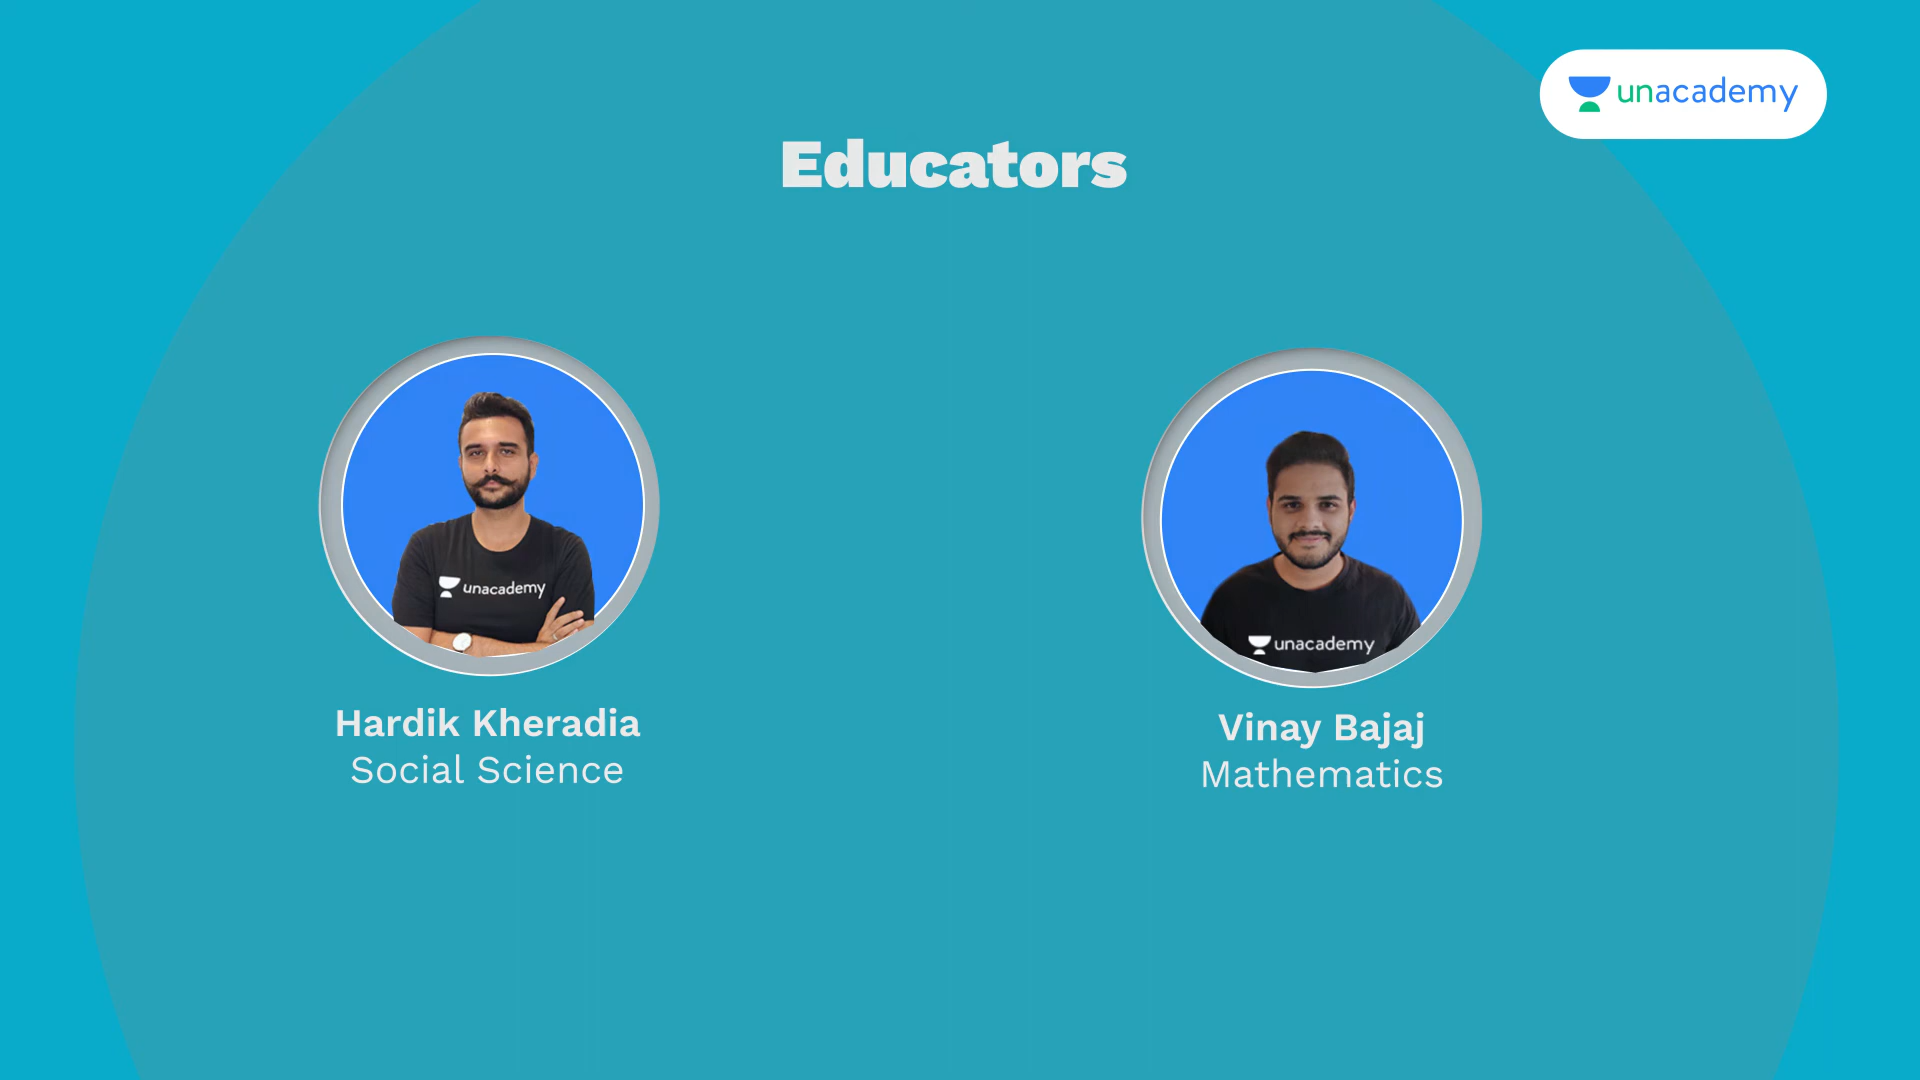 unacademy
Educators
unacademy
unacademy
Hardik Kheradia
Social Science
Vinay Bajaj
Mathematics